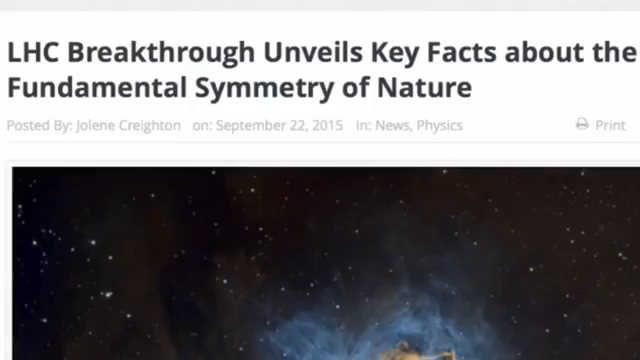 LHC Breakthrough Unveils Key Facts about the
Fundamental Symmetry of Nature
Posted By: Jolene Creighton on: September 22, 2015 In: News, Physics Print